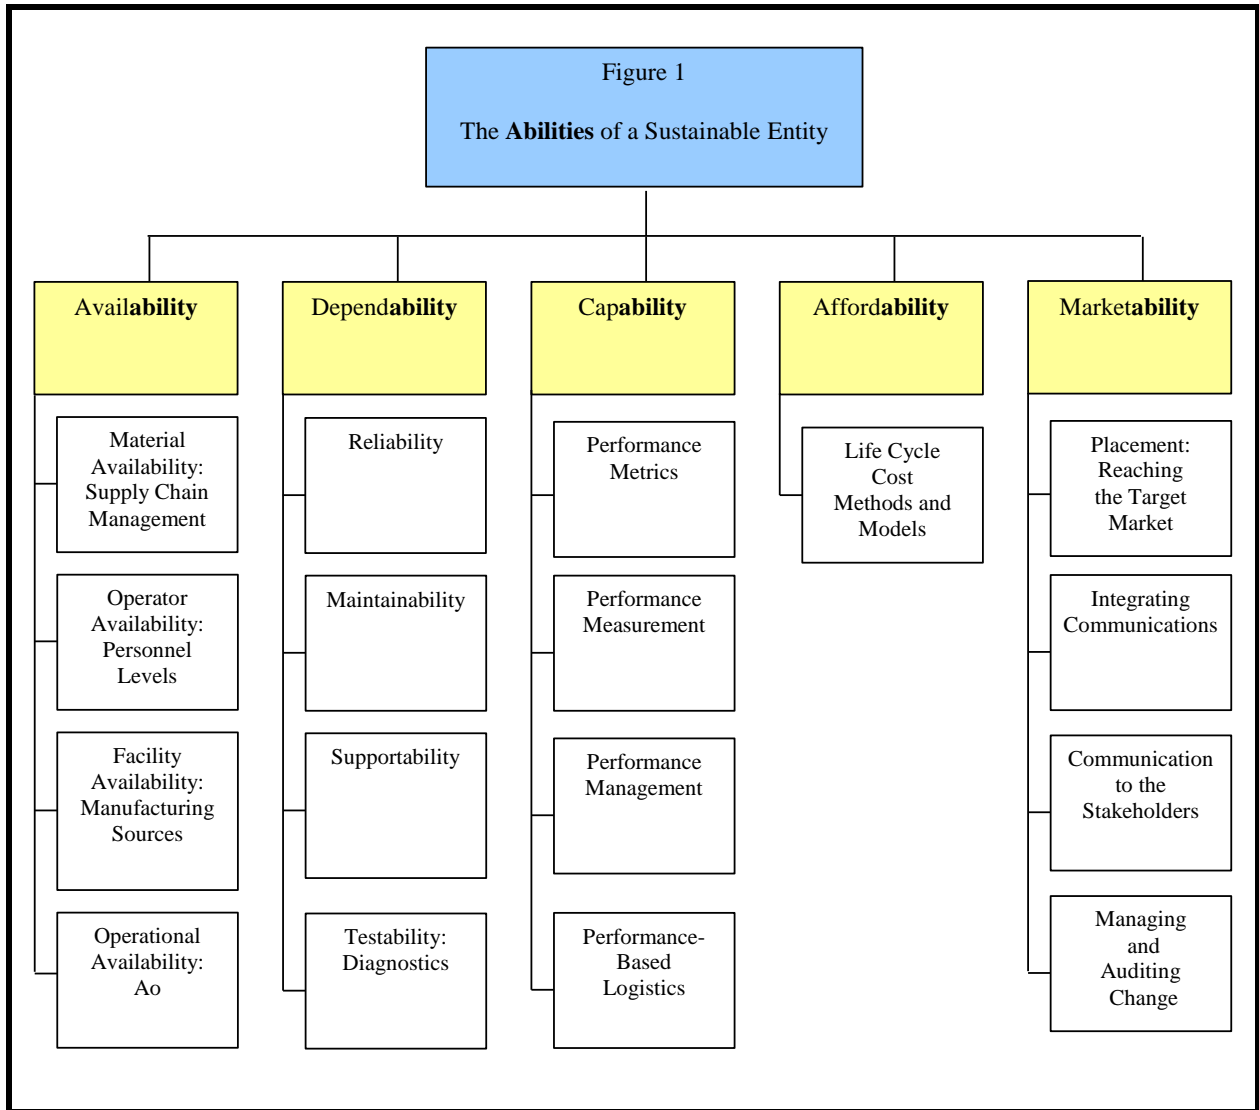 Figure 1
The Abilities of a Sustainable Entity
Availability
Dependability
Capability
Affordability
Marketability
Material
Availability:
Supply Chain
Management
Operator
Availability:
Personnel
Levels
Facility
Availability:
Manufacturing
Sources
Operational
Availability:
Ao
Reliability
Maintainability
Supportability
Testability:
Diagnostics
Performance
Metrics
Performance
Measurement
Performance
Management
Performance-
Based
Logistics
Life Cycle
Cost
Methods and
Models
Placement:
Reaching
the Target
Market
Integrating
Communications
Communication
to the
Stakeholders
Managing
and
Auditing
Change